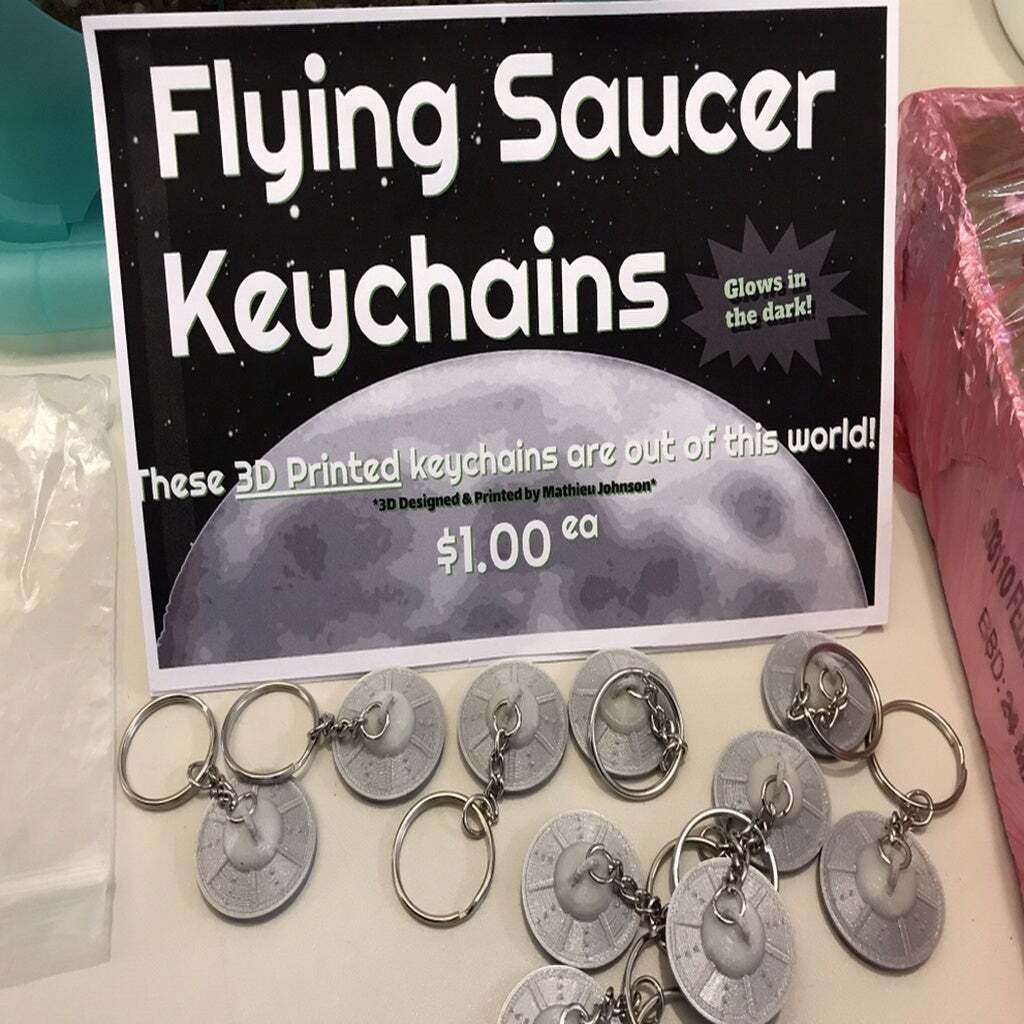 Flying Saucer
Keychains
Glows in
the dark!
These 3D Printed keychains are out of this world!
*3D Designed & Printed by Mathieu Johnson*
$1.00 ea